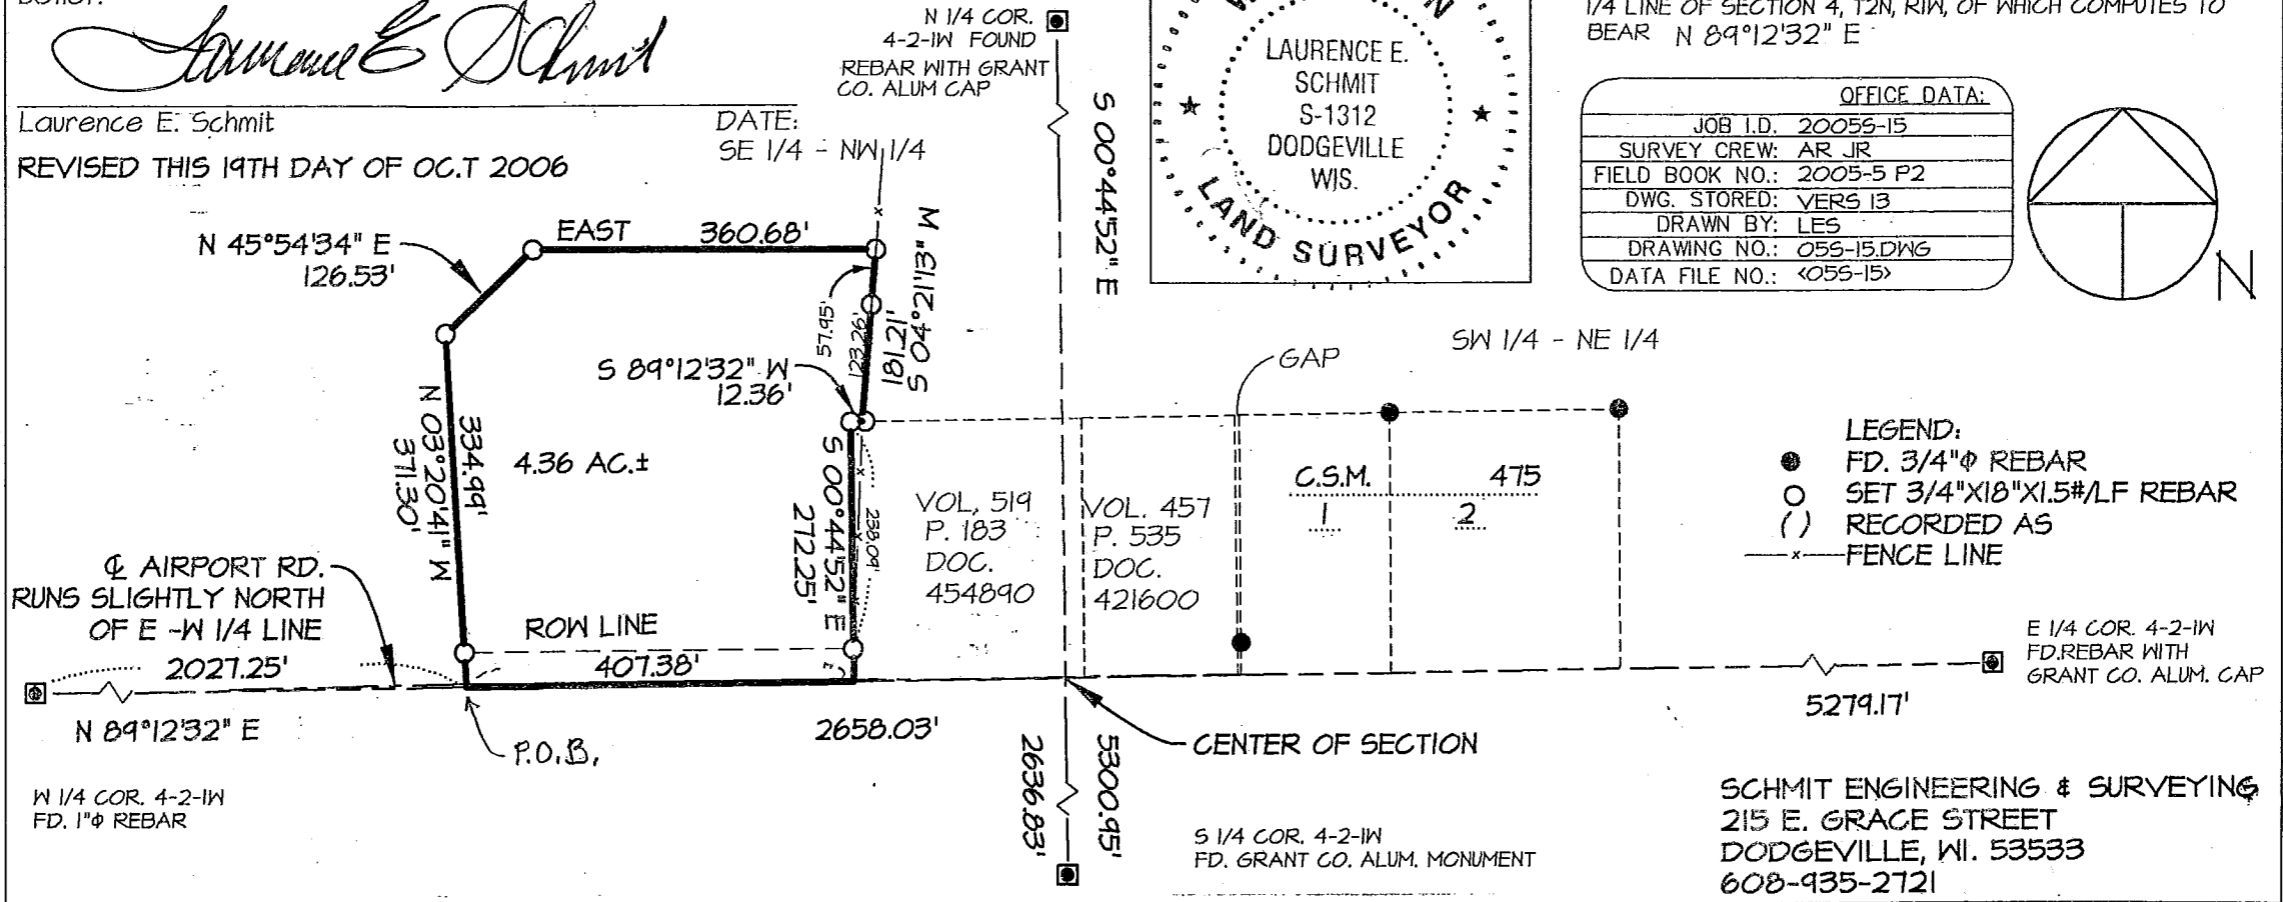 Laurence E. Schmit
Laurence E. Schmit
DATE:
REVISED THIS 19TH DAY OF OC.T 2006
N 1/4 COR.
4-2-1W FOUND
REBAR WITH GRANT
CO. ALUM CAP
SE 1/4 - NW 1/4
S 00°44'52" E
LAURENCE E.
SCHMIT
S-1312
DODGEVILLE
WIS.
LAND SURVEYOR
1/4 LINE OF SECTION 4, T2N, R1W, OF WHICH COMPUTES TO
BEAR N 89°12'32" E
OFFICE DATA:
JOB I.D. 2005S-15
SURVEY CREW: AR JR
FIELD BOOK NO.: 2005-5 P2
DWG. STORED: VERS 13
DRAWN BY: LES
DRAWING NO.: 05S-15.DWG
DATA FILE NO.: <05S-15>
N
N 45°54'34" E
126.53'
EAST 360.68'
57.95'
123.26'
181.21'
S 04°21'13" W
S 89°12'32" W
12.36'
334.99'
N 03°20'41" W
371.30'
4.36 AC.±
S 00°44'52" E
272.25'
238.09'
GAP
SW 1/4 - NE 1/4
VOL, 519
P. 183
DOC.
454890
VOL. 457
P. 535
DOC.
421600
C.S.M. 475
1 2
LEGEND:
FD. 3/4"Φ REBAR
SET 3/4"X18"X1.5#/LF REBAR
( ) RECORDED AS
x FENCE LINE
℄ AIRPORT RD.
RUNS SLIGHTLY NORTH
OF E -W 1/4 LINE
ROW LINE
2027.25'
407.38'
N 89°12'32" E
P.O.B.
2658.03'
5279.17'
E 1/4 COR. 4-2-1W
FD.REBAR WITH
GRANT CO. ALUM. CAP
CENTER OF SECTION
2636.83'
5300.95'
W 1/4 COR. 4-2-1W
FD. 1"Φ REBAR
S 1/4 COR. 4-2-1W
FD. GRANT CO. ALUM. MONUMENT
SCHMIT ENGINEERING & SURVEYING
215 E. GRACE STREET
DODGEVILLE, WI. 53533
608-935-2721